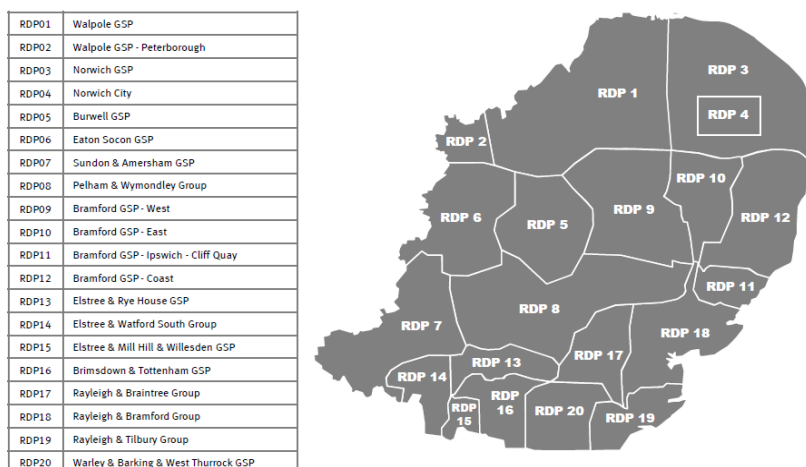 RDP01 Walpole GSP
RDP02 Walpole GSP - Peterborough
RDP03 Norwich GSP
RDP04 Norwich City
RDP05 Burwell GSP
RDP06 Eaton Socon GSP
RDP07 Sundon & Amersham GSP
RDP08 Pelham & Wymondley Group
RDP09 Bramford GSP - West
RDP10 Bramford GSP - East
RDP11 Bramford GSP - Ipswich - Cliff Quay
RDP12 Bramford GSP - Coast
RDP13 Elstree & Rye House GSP
RDP14 Elstree & Watford South Group
RDP15 Elstree & Mill Hill & Willesden GSP
RDP16 Brimsdown & Tottenham GSP
RDP17 Rayleigh & Braintree Group
RDP18 Rayleigh & Bramford Group
RDP19 Rayleigh & Tilbury Group
RDP20 Warley & Barking & West Thurrock GSP
RDP 3
RDP 1
RDP 4
RDP 2
RDP 10
RDP 9
RDP 6
RDP 5
RDP 12
RDP 11
RDP 8
RDP 7
RDP 18
RDP 17
RDP 13
RDP 14
RDP
16
RDP
15
RDP 20
RDP 19